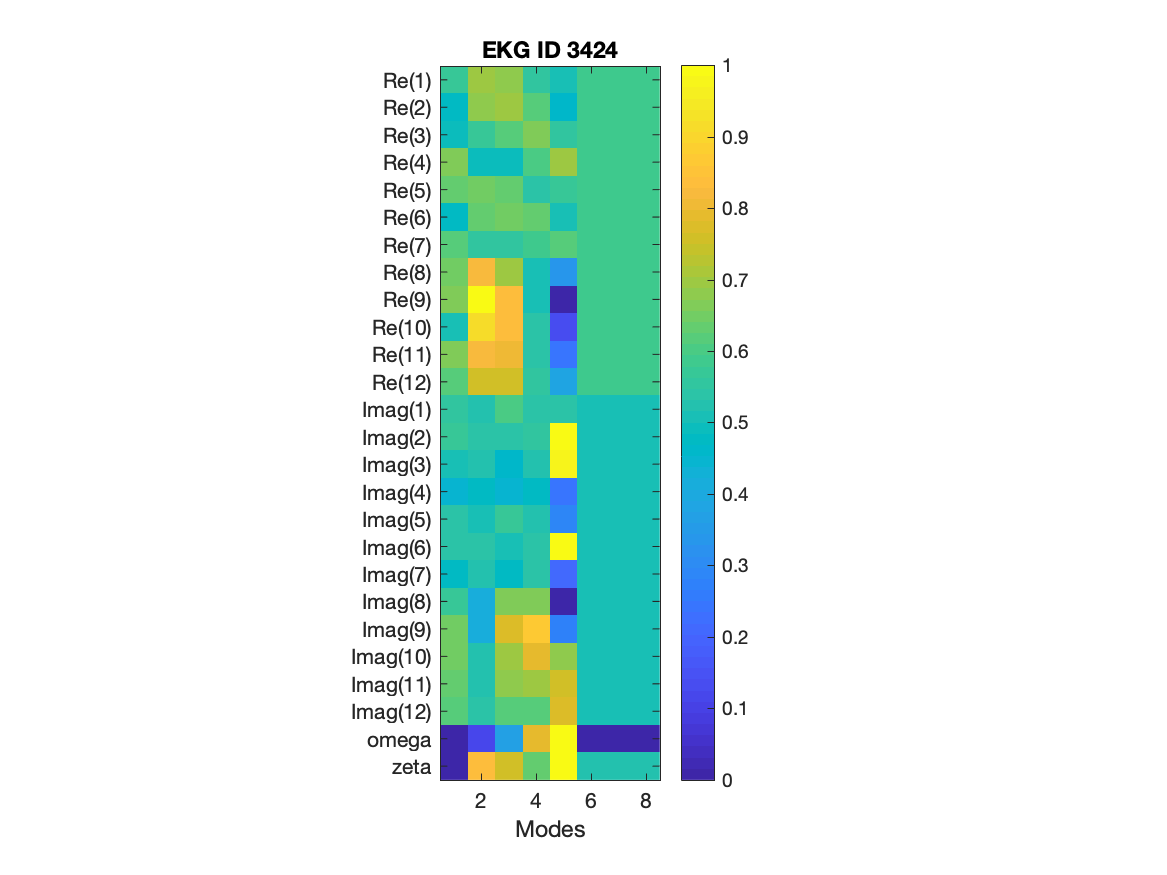 EKG ID 3424
Re(1)
Re(2)
Re(3)
Re(4)
Re(5)
Re(6)
Re(7)
Re(8)
Re(9)
Re(10)
Re(11)
Re(12)
Imag(1)
Imag(2)
Imag(3)
Imag(4)
Imag(5)
Imag(6)
Imag(7)
Imag(8)
Imag(9)
Imag(10)
Imag(11)
Imag(12)
omega
zeta
2 4 6 8
Modes
1
0.9
0.8
0.7
0.6
0.5
0.4
0.3
0.2
0.1
0